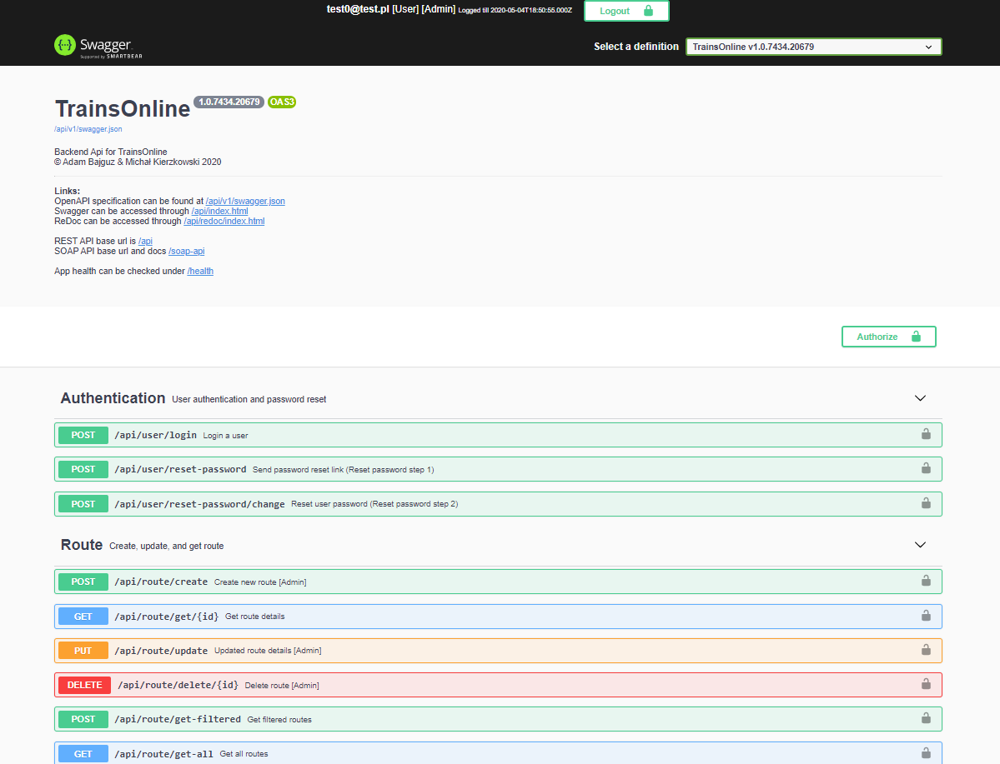 test0@test.pl [User] [Admin] Logged till 2020-05-04T18:50:55.000Z Logout
Swagger.
Supported by SMARTBEAR
Select a definition TrainsOnline v1.0.7434.20679
TrainsOnline 1.0.7434.20679 OAS3
/api/v1/swagger.json
Backend Api for TrainsOnline
© Adam Bajguz & Michał Kierzkowski 2020
Links:
OpenAPI specification can be found at /api/v1/swagger.json
Swagger can be accessed through /api/index.html
ReDoc can be accessed through /api/redoc/index.html
REST API base url is /api
SOAP API base url and docs /soap-api
App health can be checked under /health
Authorize
Authentication User authentication and password reset
POST /api/user/login Login a user
POST /api/user/reset-password Send password reset link (Reset password step 1)
POST /api/user/reset-password/change Reset user password (Reset password step 2)
Route Create, update, and get route
POST /api/route/create Create new route [Admin]
GET /api/route/get/{id} Get route details
PUT /api/route/update Updated route details [Admin]
DELETE /api/route/delete/{id} Delete route [Admin]
POST /api/route/get-filtered Get filtered routes
GET /api/route/get-all Get all routes